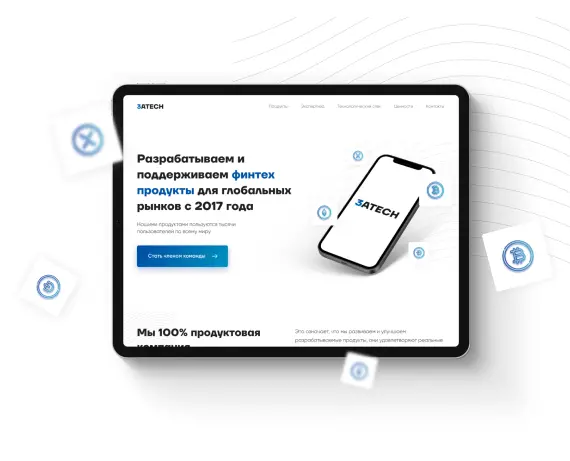 3ATECH
Продукты Экспертиза Технологический стек Ценности Контакты
Разрабатываем и
поддерживаем финтех
продукты для глобальных
рынков с 2017 года
Нашими продуктами пользуются тысячи
пользователей по всему миру
Стать членом команды →
3ATECH
Мы 100% продуктовая
компания
Это означает, что мы развиваем и улучшаем
разрабатываемые продукты, они удовлетворяют реальные